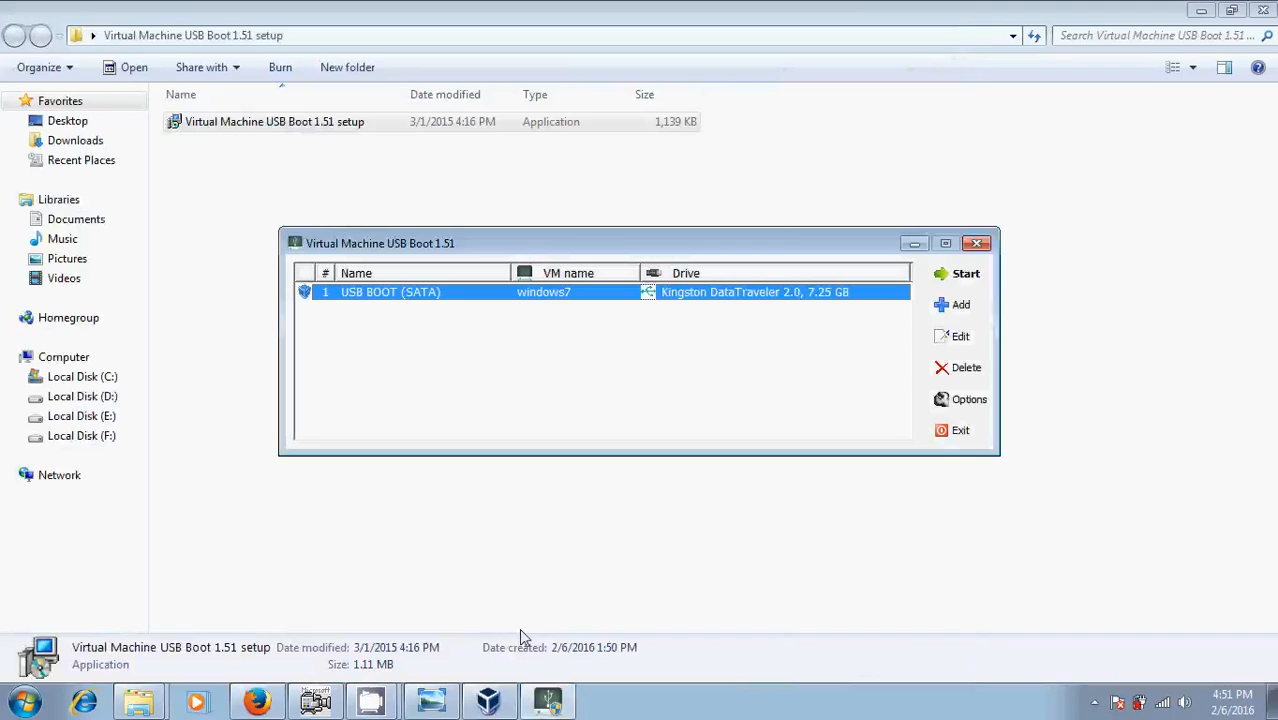 Virtual Machine USB Boot 1.51 setup
Search Virtual Machine USB Boot 1.51 ...
Organize Open Share with Burn New folder
Name Date modified Type Size
Virtual Machine USB Boot 1.51 setup 3/1/2015 4:16 PM Application 1,139 KB
Favorites
Desktop
Downloads
Recent Places
Libraries
Documents
Music
Pictures
Videos
Homegroup
Computer
Local Disk (C:)
Local Disk (D:)
Local Disk (E:)
Local Disk (F:)
Network
Virtual Machine USB Boot 1.51
# Name VM name Drive
1 USB BOOT (SATA) windows7 Kingston DataTraveler 2.0, 7.25 GB
Start
Add
Edit
Delete
Options
Exit
Virtual Machine USB Boot 1.51 setup Date modified: 3/1/2015 4:16 PM Date created: 2/6/2016 1:50 PM
Application Size: 1.11 MB
4:51 PM
2/6/2016